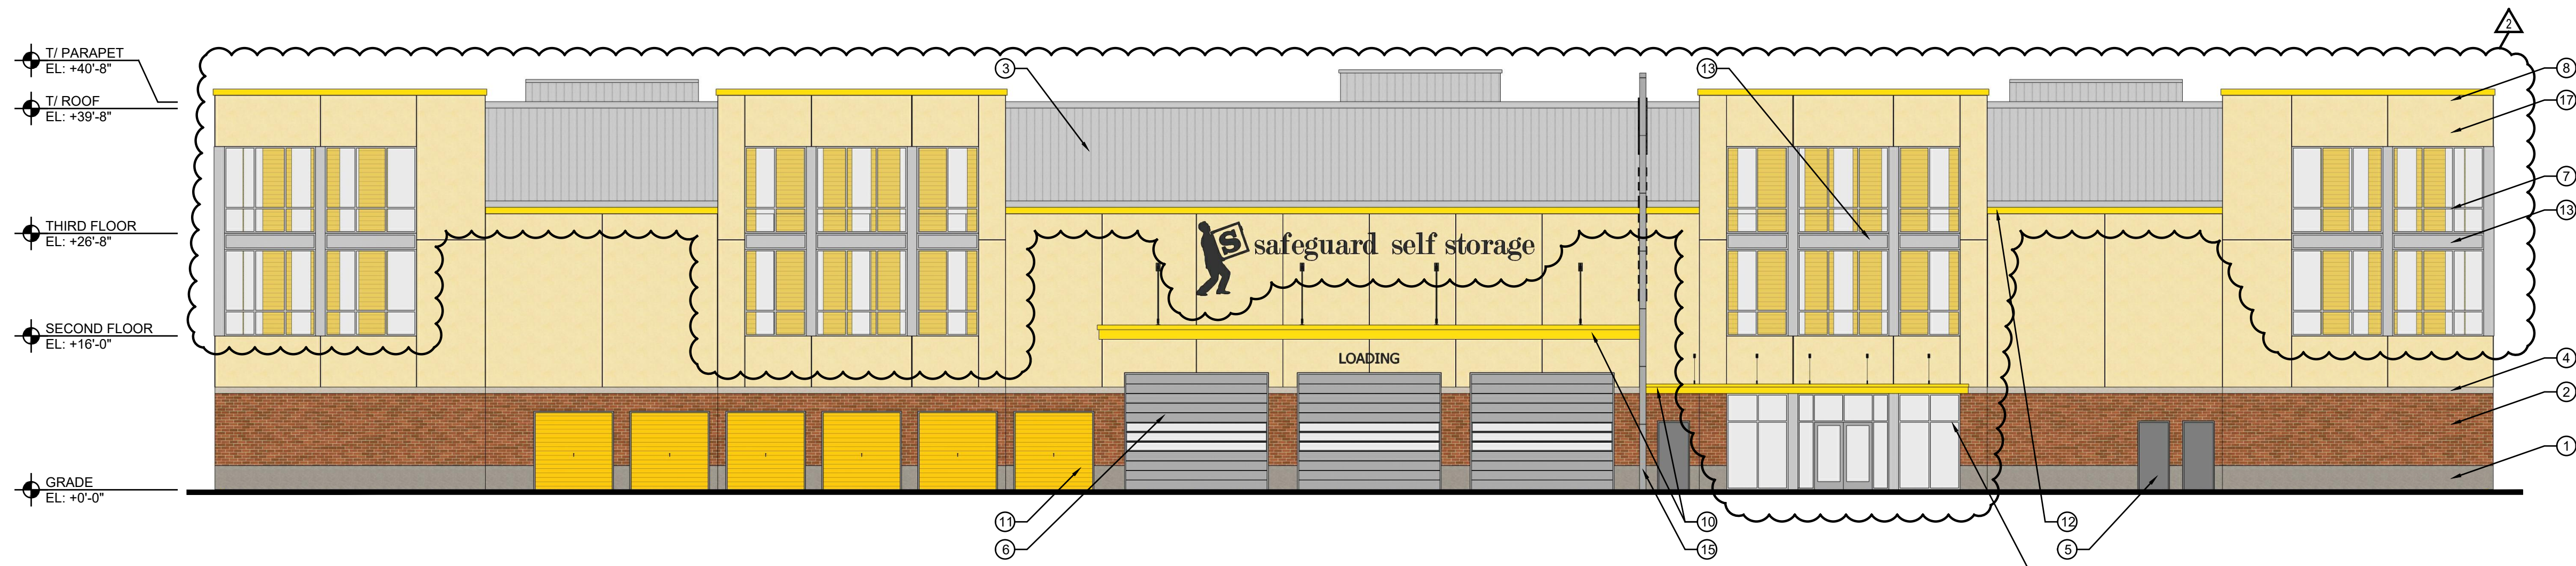 2
T/ PARAPET
EL: +40'-8"
3
13
8
T/ ROOF
EL: +39'-8"
17
7
13
THIRD FLOOR
EL: +26'-8"
S safeguard self storage
SECOND FLOOR
EL: +16'-0"
LOADING
4
2
1
GRADE
EL: +0'-0"
11
10
12
6
15
5